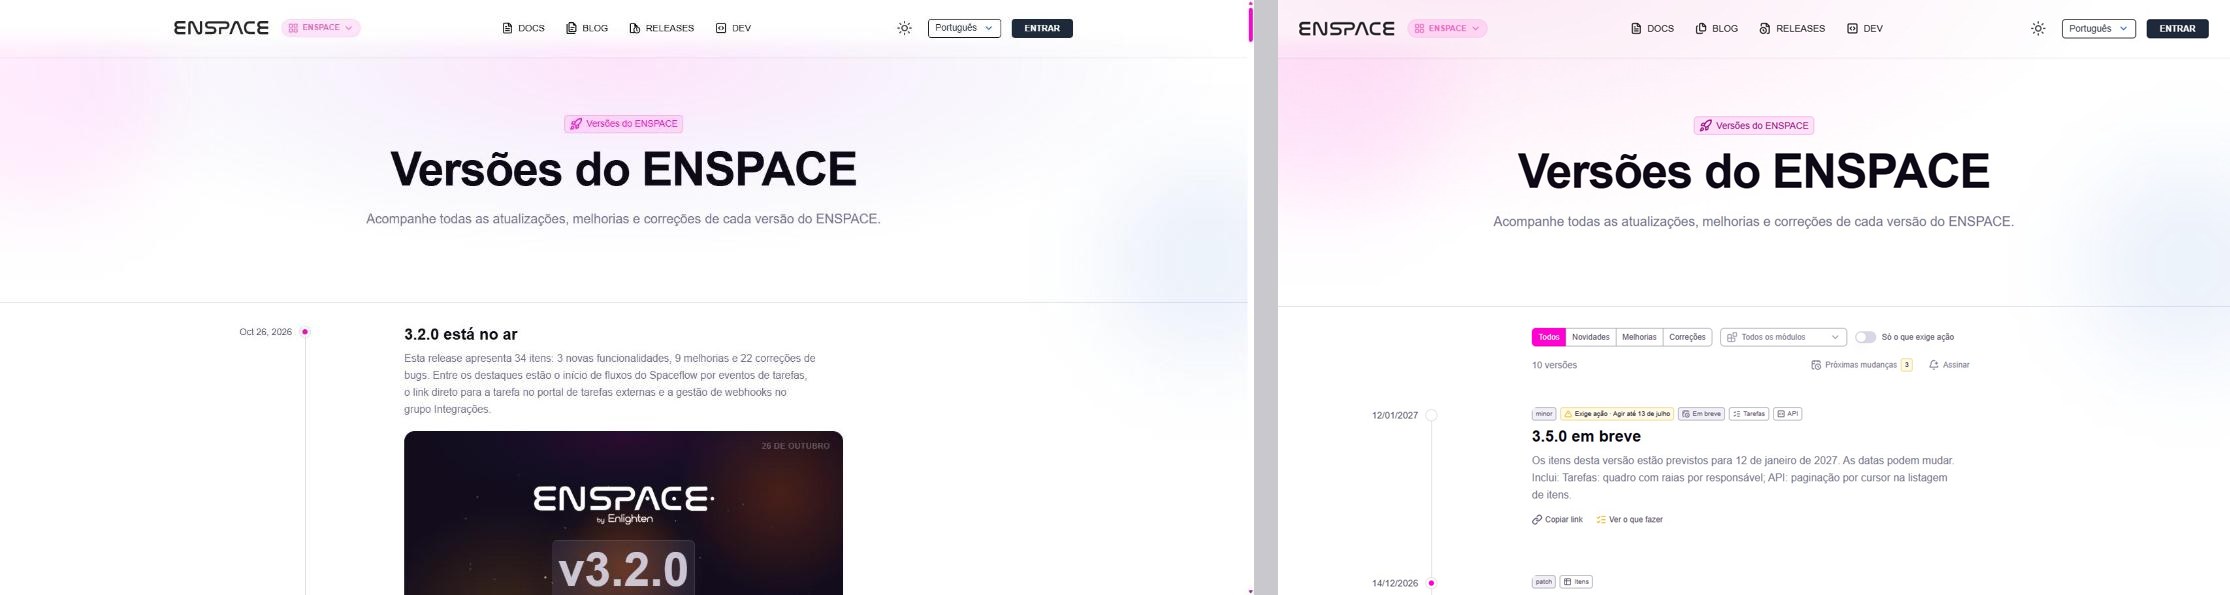 ENSPACE
ENSPACE
DOCS
BLOG
RELEASES
DEV
Português
ENTRAR
Versões do ENSPACE
Versões do ENSPACE
Acompanhe todas as atualizações, melhorias e correções de cada versão do ENSPACE.
Oct 26, 2026
3.2.0 está no ar
Esta release apresenta 34 itens: 3 novas funcionalidades, 9 melhorias e 22 correções de
bugs. Entre os destaques estão o início de fluxos do Spaceflow por eventos de tarefas,
o link direto para a tarefa no portal de tarefas externas e a gestão de webhooks no
grupo Integrações.
26 DE OUTUBRO
ENSPACE
by Enlighten
v3.2.0
ENSPACE
ENSPACE
DOCS
BLOG
RELEASES
DEV
Português
ENTRAR
Versões do ENSPACE
Versões do ENSPACE
Acompanhe todas as atualizações, melhorias e correções de cada versão do ENSPACE.
Todos
Novidades
Melhorias
Correções
Todos os módulos
Só o que exige ação
10 versões
Próximas mudanças 3
Assinar
12/01/2027
minor
Exige ação · Agir até 13 de julho
Em breve
Tarefas
API
3.5.0 em breve
Os itens desta versão estão previstos para 12 de janeiro de 2027. As datas podem mudar.
Inclui: Tarefas: quadro com raias por responsável; API: paginação por cursor na listagem
de itens.
Copiar link
Ver o que fazer
14/12/2026
patch
Itens